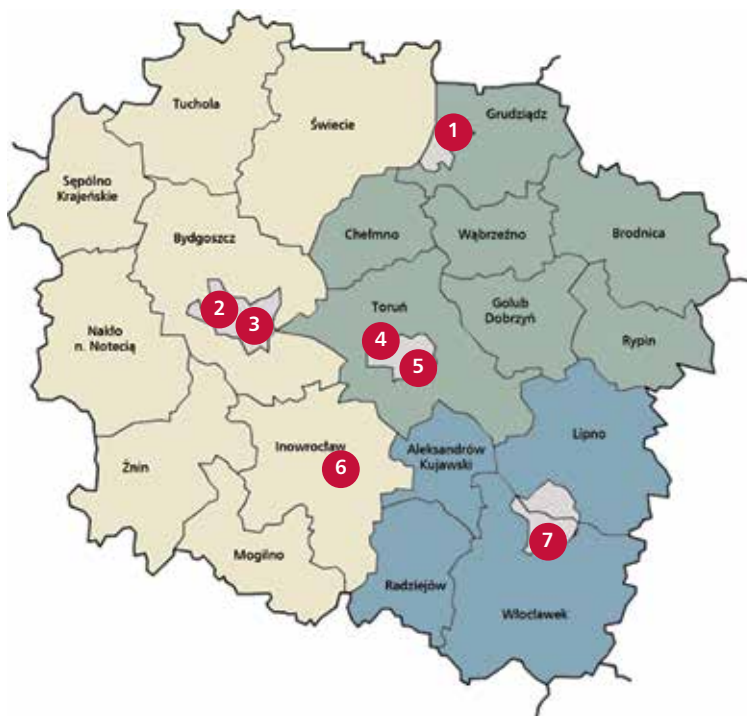 Tuchola
Świecie
Grudziądz
1
Sępólno
Krajeńskie
Bydgoszcz
Chełmno
Wąbrzeźno
Brodnica
2
3
Toruń
Golub
Dobrzyń
Nakło
n. Notecią
4
5
Rypin
Inowrocław
6
Aleksandrów
Kujawski
Lipno
Żnin
7
Mogilno
Radziejów
Włocławek